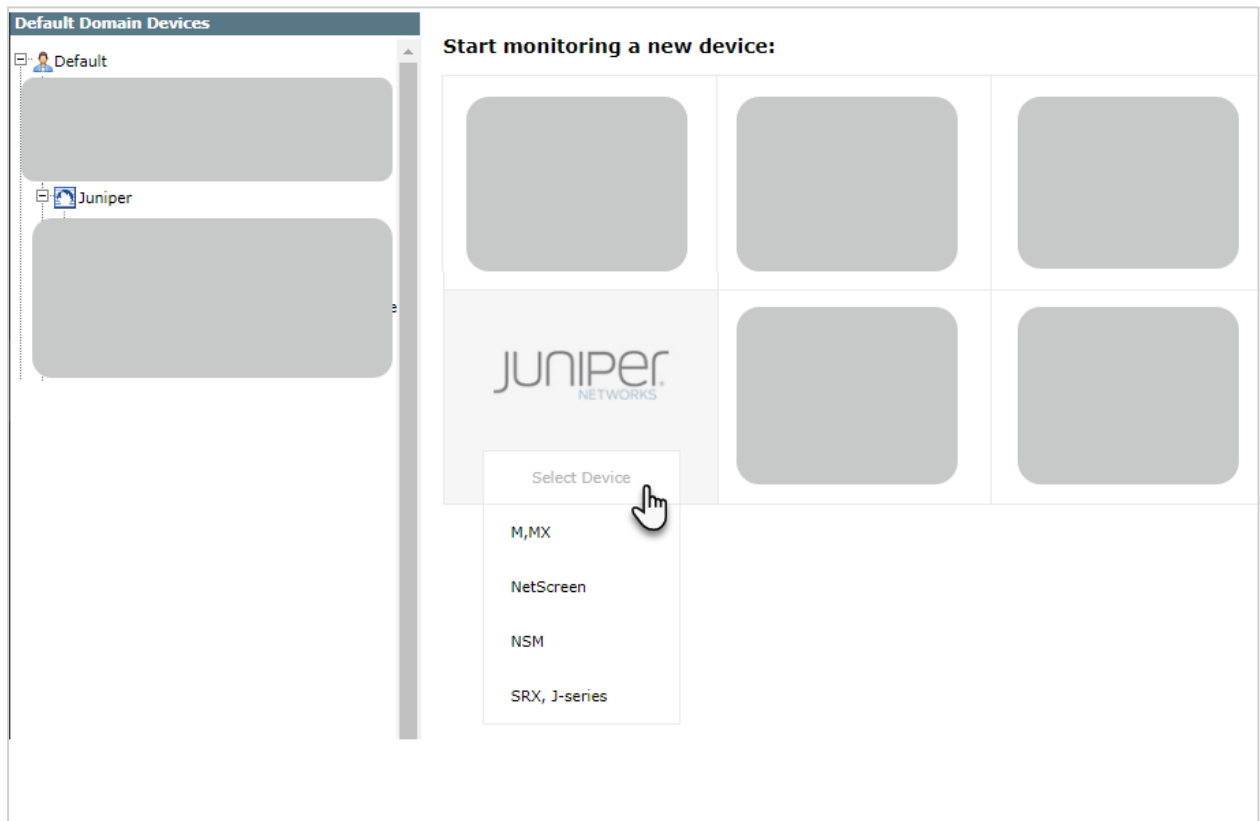 Default Domain Devices
Default
Juniper
e
Start monitoring a new device:
JUNIPER
NETWORKS
Select Device
M,MX
NetScreen
NSM
SRX, J-series